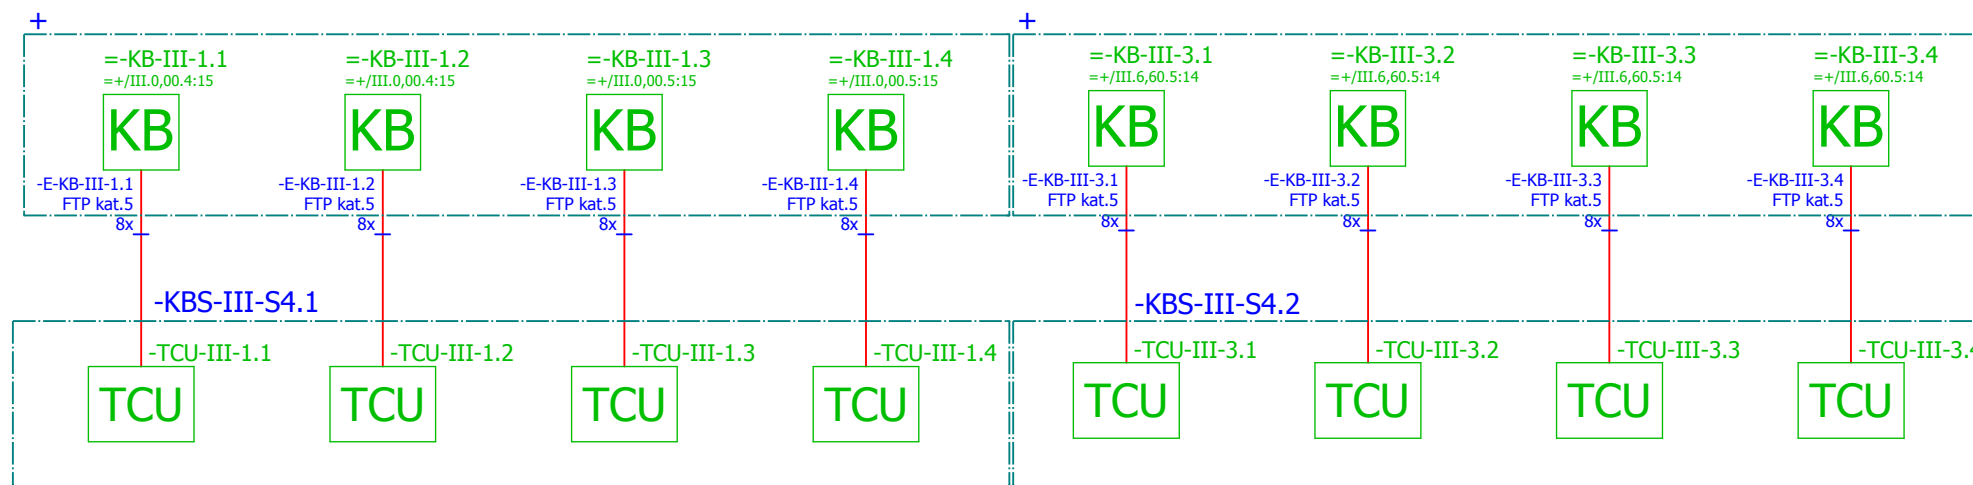 +
+
=-KB-III-1.1
=+/III.0,00.4:15
KB
=-KB-III-1.2
=+/III.0,00.4:15
KB
=-KB-III-1.3
=+/III.0,00.5:15
KB
=-KB-III-1.4
=+/III.0,00.5:15
KB
=-KB-III-3.1
=+/III.6,60.5:14
KB
=-KB-III-3.2
=+/III.6,60.5:14
KB
=-KB-III-3.3
=+/III.6,60.5:14
KB
=-KB-III-3.4
=+/III.6,60.5:14
KB
-E-KB-III-1.1
FTP kat.5
8x
-E-KB-III-1.2
FTP kat.5
8x
-E-KB-III-1.3
FTP kat.5
8x
-E-KB-III-1.4
FTP kat.5
8x
-E-KB-III-3.1
FTP kat.5
8x
-E-KB-III-3.2
FTP kat.5
8x
-E-KB-III-3.3
FTP kat.5
8x
-E-KB-III-3.4
FTP kat.5
8x
-KBS-III-S4.1
-KBS-III-S4.2
-TCU-III-1.1
TCU
-TCU-III-1.2
TCU
-TCU-III-1.3
TCU
-TCU-III-1.4
TCU
-TCU-III-3.1
TCU
-TCU-III-3.2
TCU
-TCU-III-3.3
TCU
-TCU-III-3.4
TCU